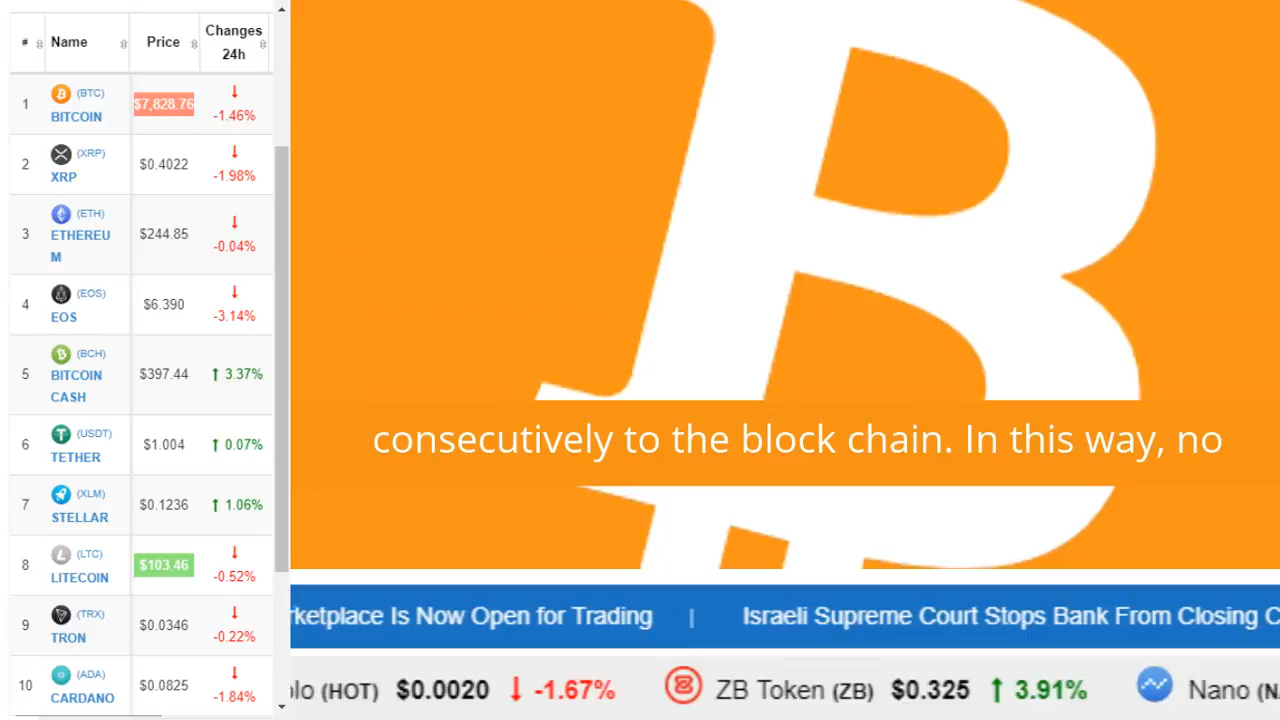 # Name Price Changes 24h
1 (BTC) BITCOIN $7,828.76 ↓ -1.46%
2 (XRP) XRP $0.4022 ↓ -1.98%
3 (ETH) ETHEREU M $244.85 ↓ -0.04%
4 (EOS) EOS $6.390 ↓ -3.14%
5 (BCH) BITCOIN CASH $397.44 ↑ 3.37%
6 (USDT) TETHER $1.004 ↑ 0.07%
7 (XLM) STELLAR $0.1236 ↑ 1.06%
8 (LTC) LITECOIN $103.46 ↓ -0.52%
9 (TRX) TRON $0.0346 ↓ -0.22%
10 (ADA) CARDANO $0.0825 ↓ -1.84%
consecutively to the block chain. In this way, no
rketplace Is Now Open for Trading | Israeli Supreme Court Stops Bank From Closing C
olo (HOT) $0.0020 ↓ -1.67% ZB Token (ZB) $0.325 ↑ 3.91% Nano (N